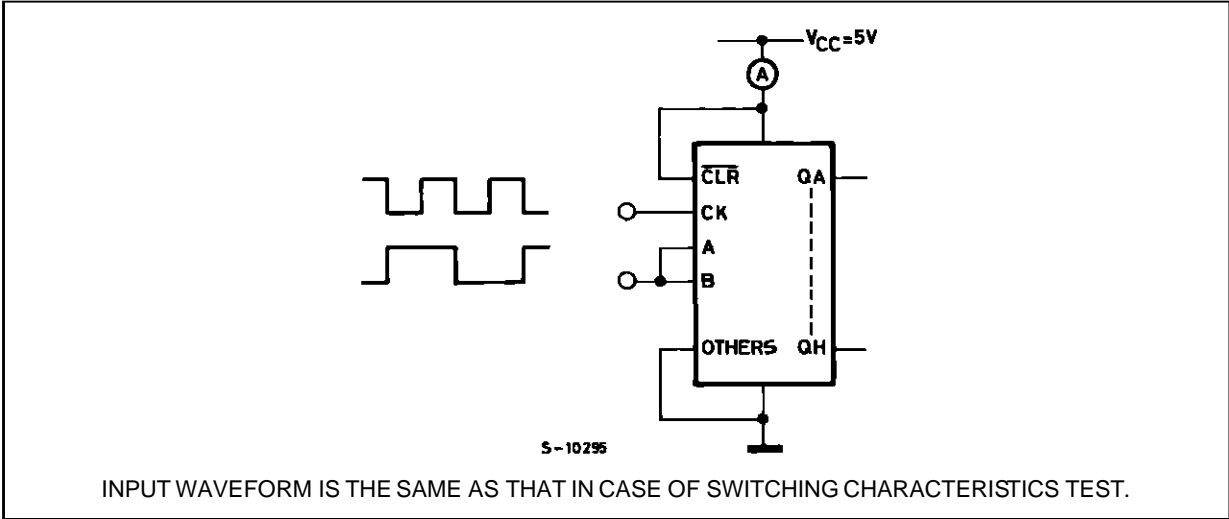 VCC=5V
A
CLR QA
CK
A
B
OTHERS QH
S-10295
INPUT WAVEFORM IS THE SAME AS THAT IN CASE OF SWITCHING CHARACTERISTICS TEST.